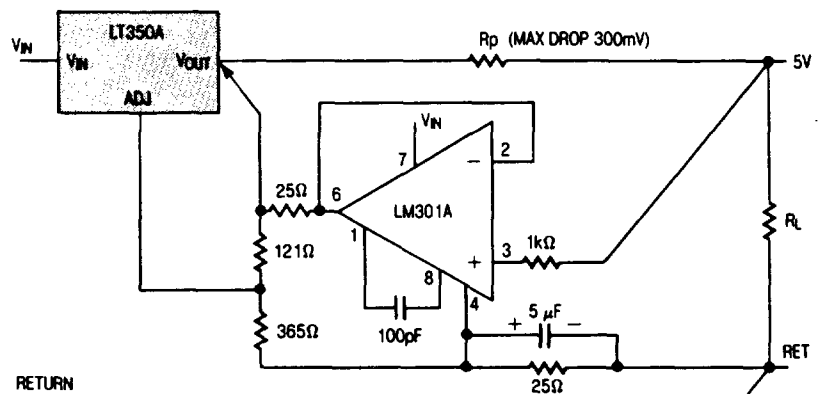 LT350A
Rp (MAX DROP 300mV)
VIN
VIN
VOUT
5V
ADJ
VIN
7
2
−
25Ω
6
LM301A
1
1kΩ
3
RL
121Ω
+
8
4
5 μF
+
−
100pF
365Ω
RET
25Ω
RETURN